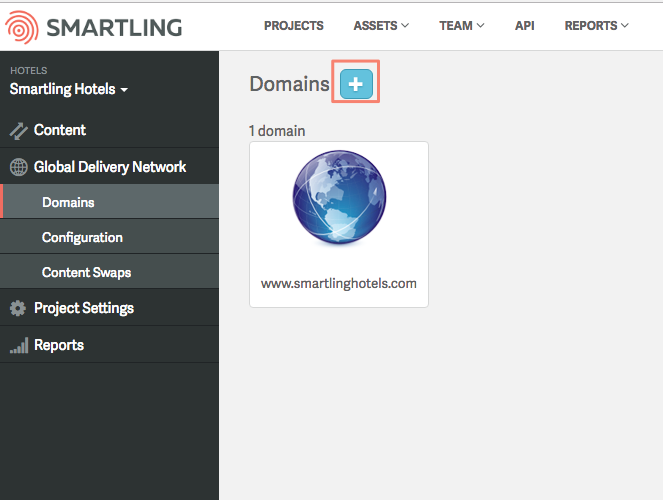 SMARTLING
PROJECTS ASSETS TEAM API REPORTS
HOTELS
Smartling Hotels
Content
Global Delivery Network
Domains
Configuration
Content Swaps
Project Settings
Reports
Domains +
1 domain
www.smartlinghotels.com